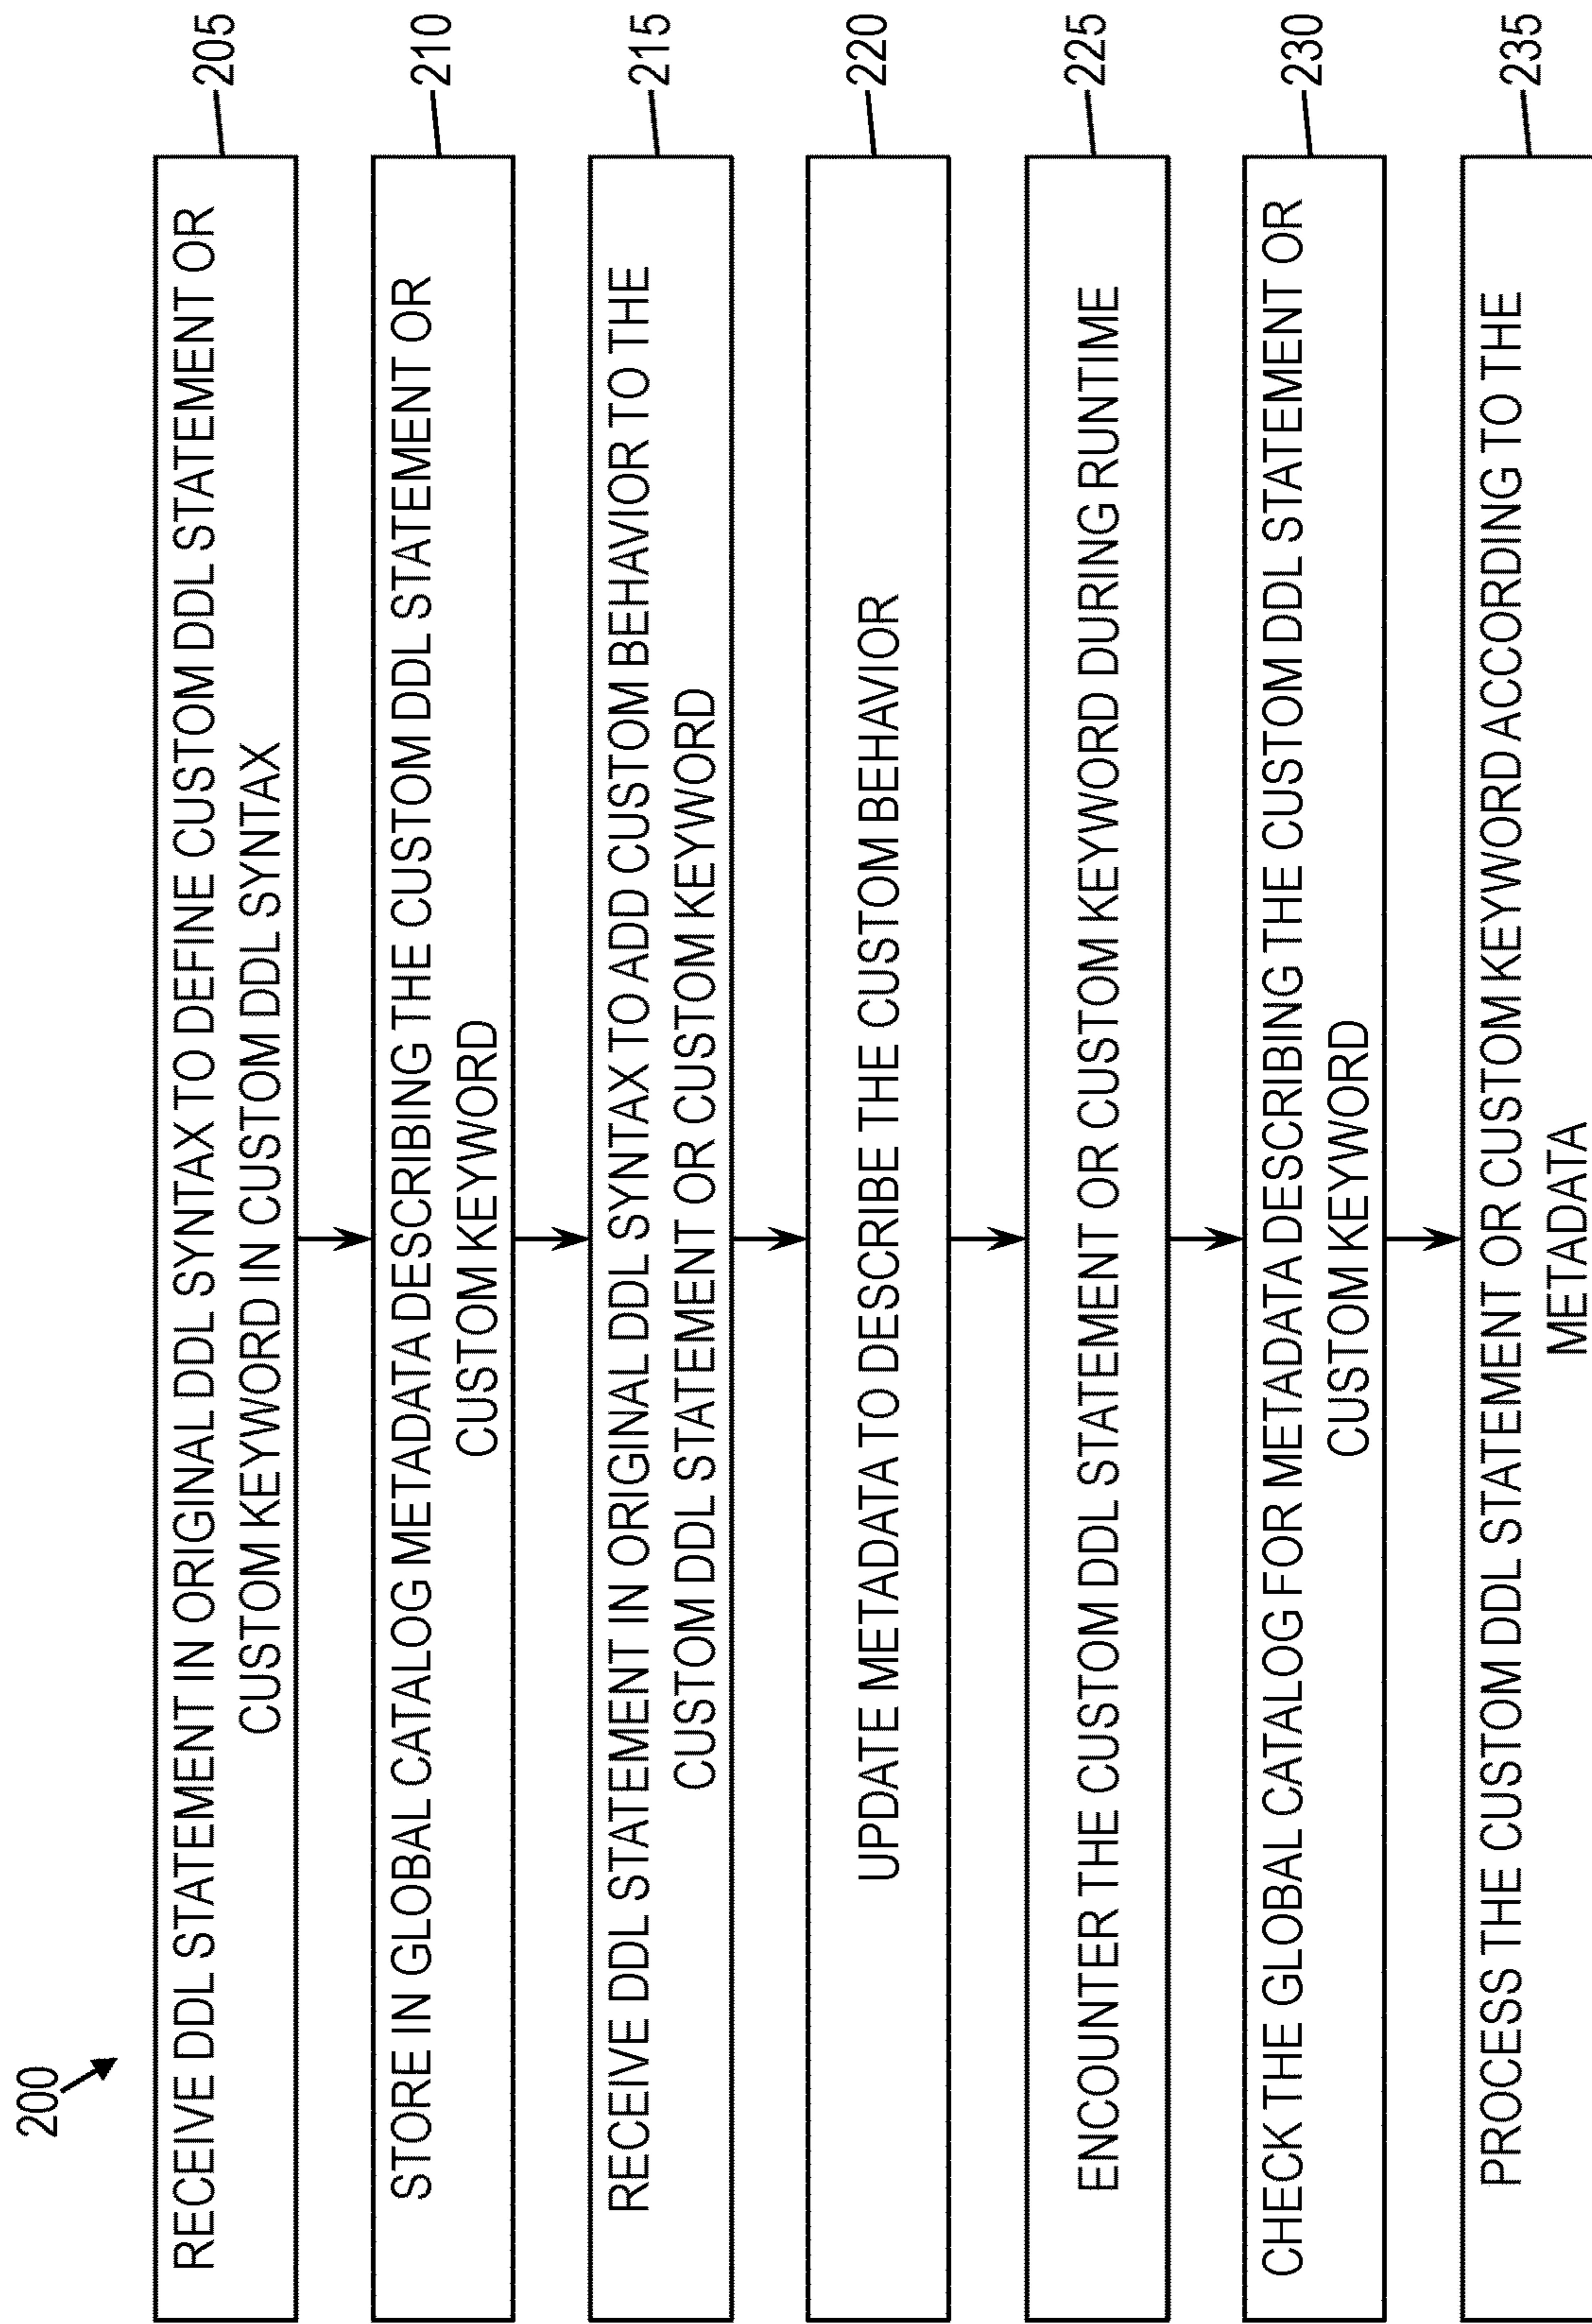 200
RECEIVE DDL STATEMENT IN ORIGINAL DDL SYNTAX TO DEFINE CUSTOM DDL STATEMENT OR
CUSTOM KEYWORD IN CUSTOM DDL SYNTAX
205
STORE IN GLOBAL CATALOG METADATA DESCRIBING THE CUSTOM DDL STATEMENT OR
CUSTOM KEYWORD
210
RECEIVE DDL STATEMENT IN ORIGINAL DDL SYNTAX TO ADD CUSTOM BEHAVIOR TO THE
CUSTOM DDL STATEMENT OR CUSTOM KEYWORD
215
UPDATE METADATA TO DESCRIBE THE CUSTOM BEHAVIOR
220
ENCOUNTER THE CUSTOM DDL STATEMENT OR CUSTOM KEYWORD DURING RUNTIME
225
CHECK THE GLOBAL CATALOG FOR METADATA DESCRIBING THE CUSTOM DDL STATEMENT OR
CUSTOM KEYWORD
230
PROCESS THE CUSTOM DDL STATEMENT OR CUSTOM KEYWORD ACCORDING TO THE
METADATA
235